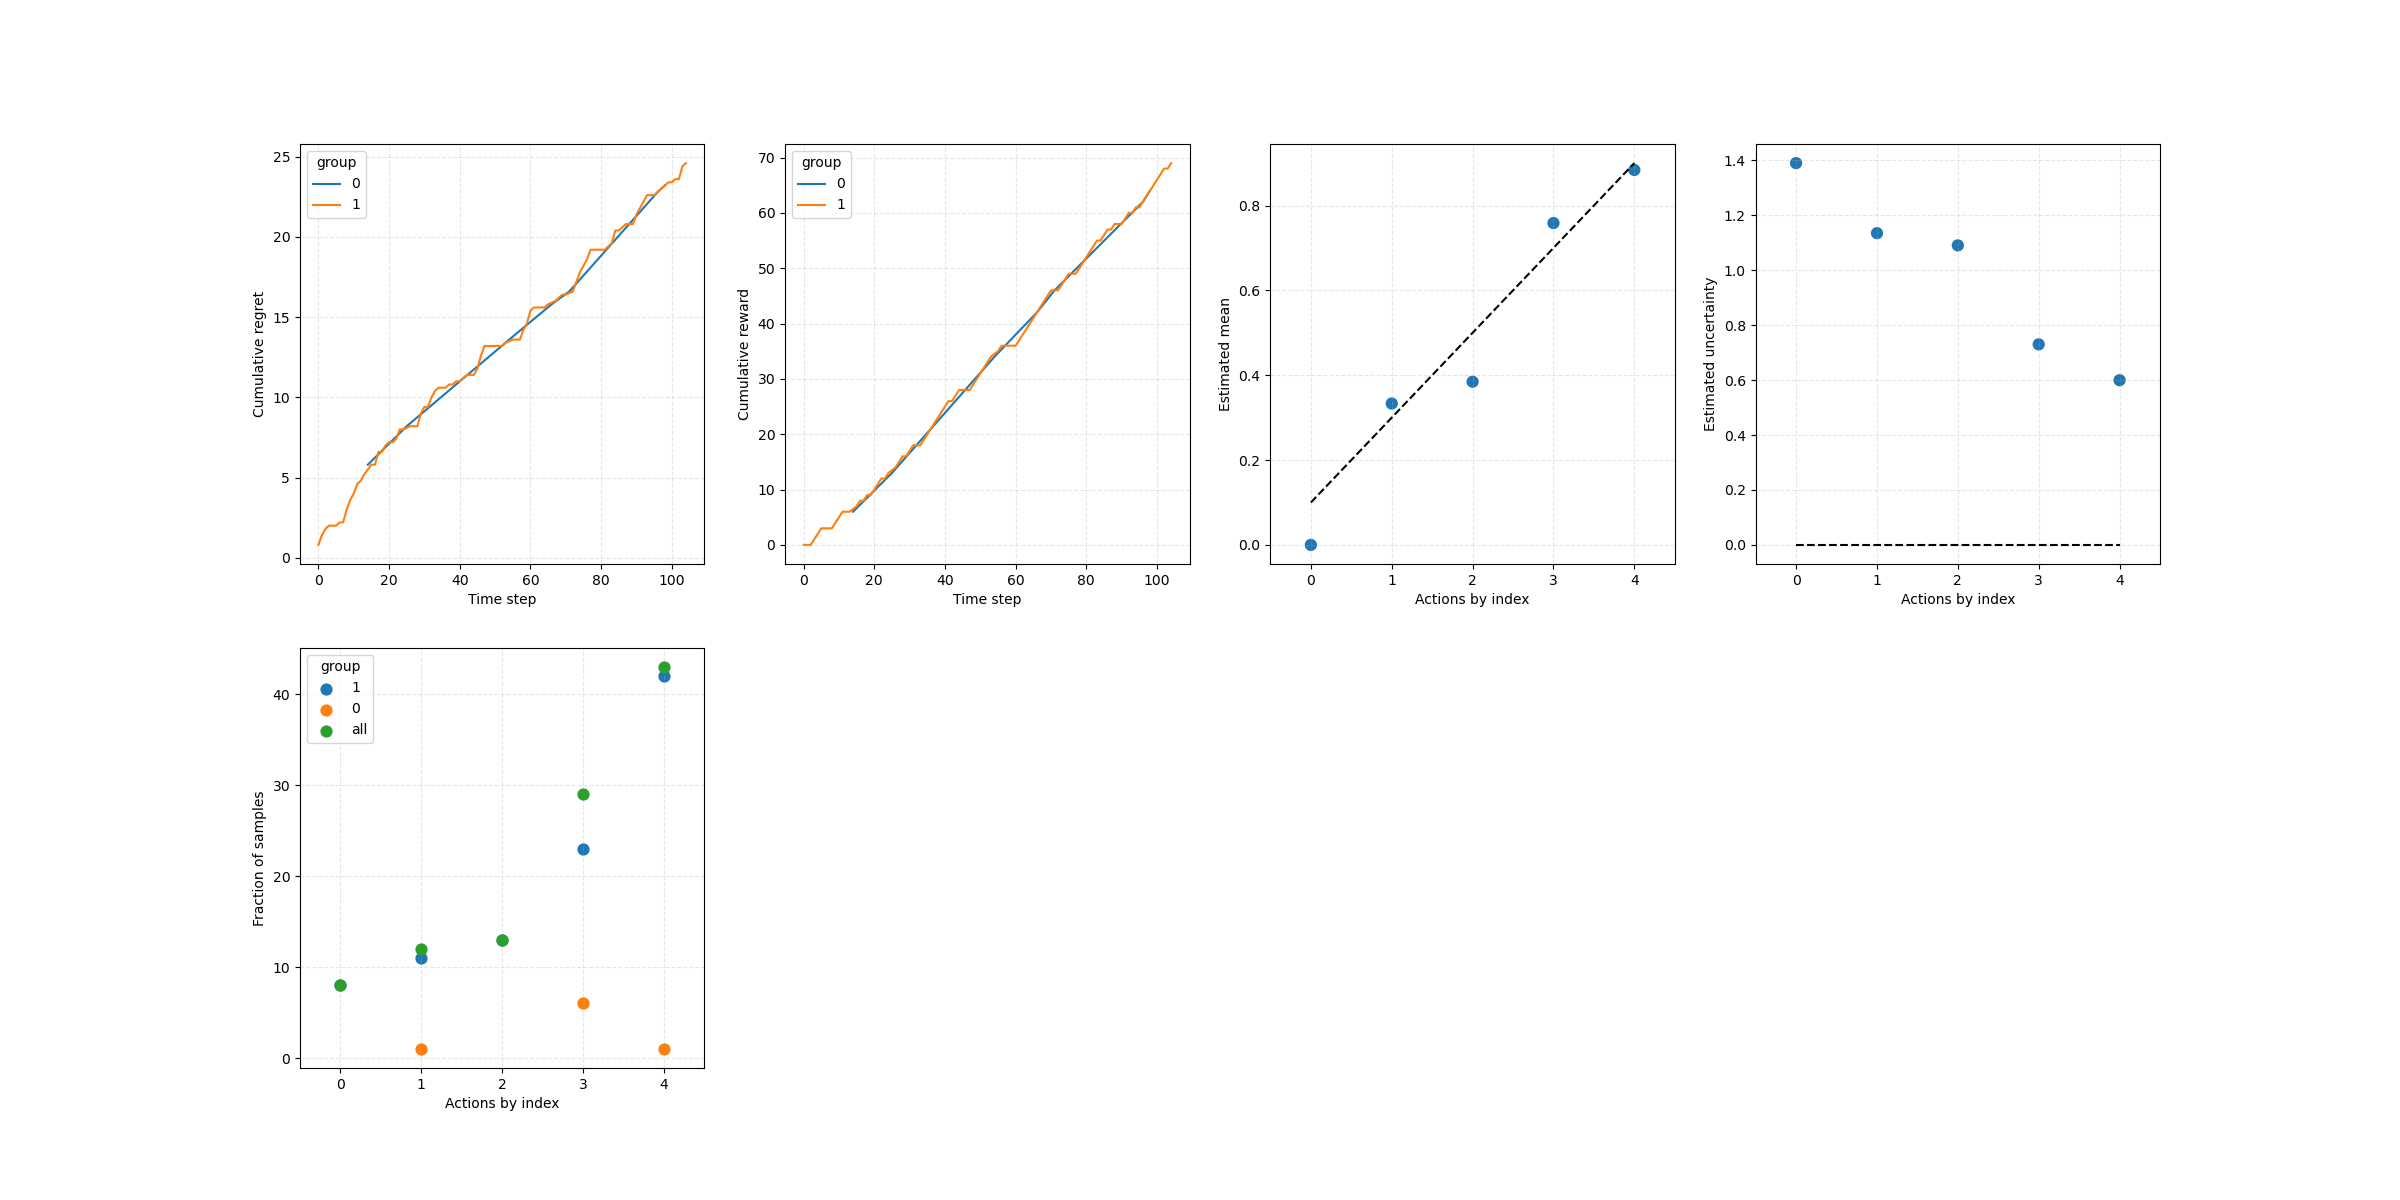 group
0
1
25
20
15
10
5
0
Cumulative regret
0 20 40 60 80 100
Time step
group
0
1
70
60
50
40
30
20
10
0
Cumulative reward
0 20 40 60 80 100
Time step
0.8
0.6
0.4
0.2
0.0
Estimated mean
0 1 2 3 4
Actions by index
1.4
1.2
1.0
0.8
0.6
0.4
0.2
0.0
Estimated uncertainty
0 1 2 3 4
Actions by index
group
1
0
all
40
30
20
10
0
Fraction of samples
0 1 2 3 4
Actions by index